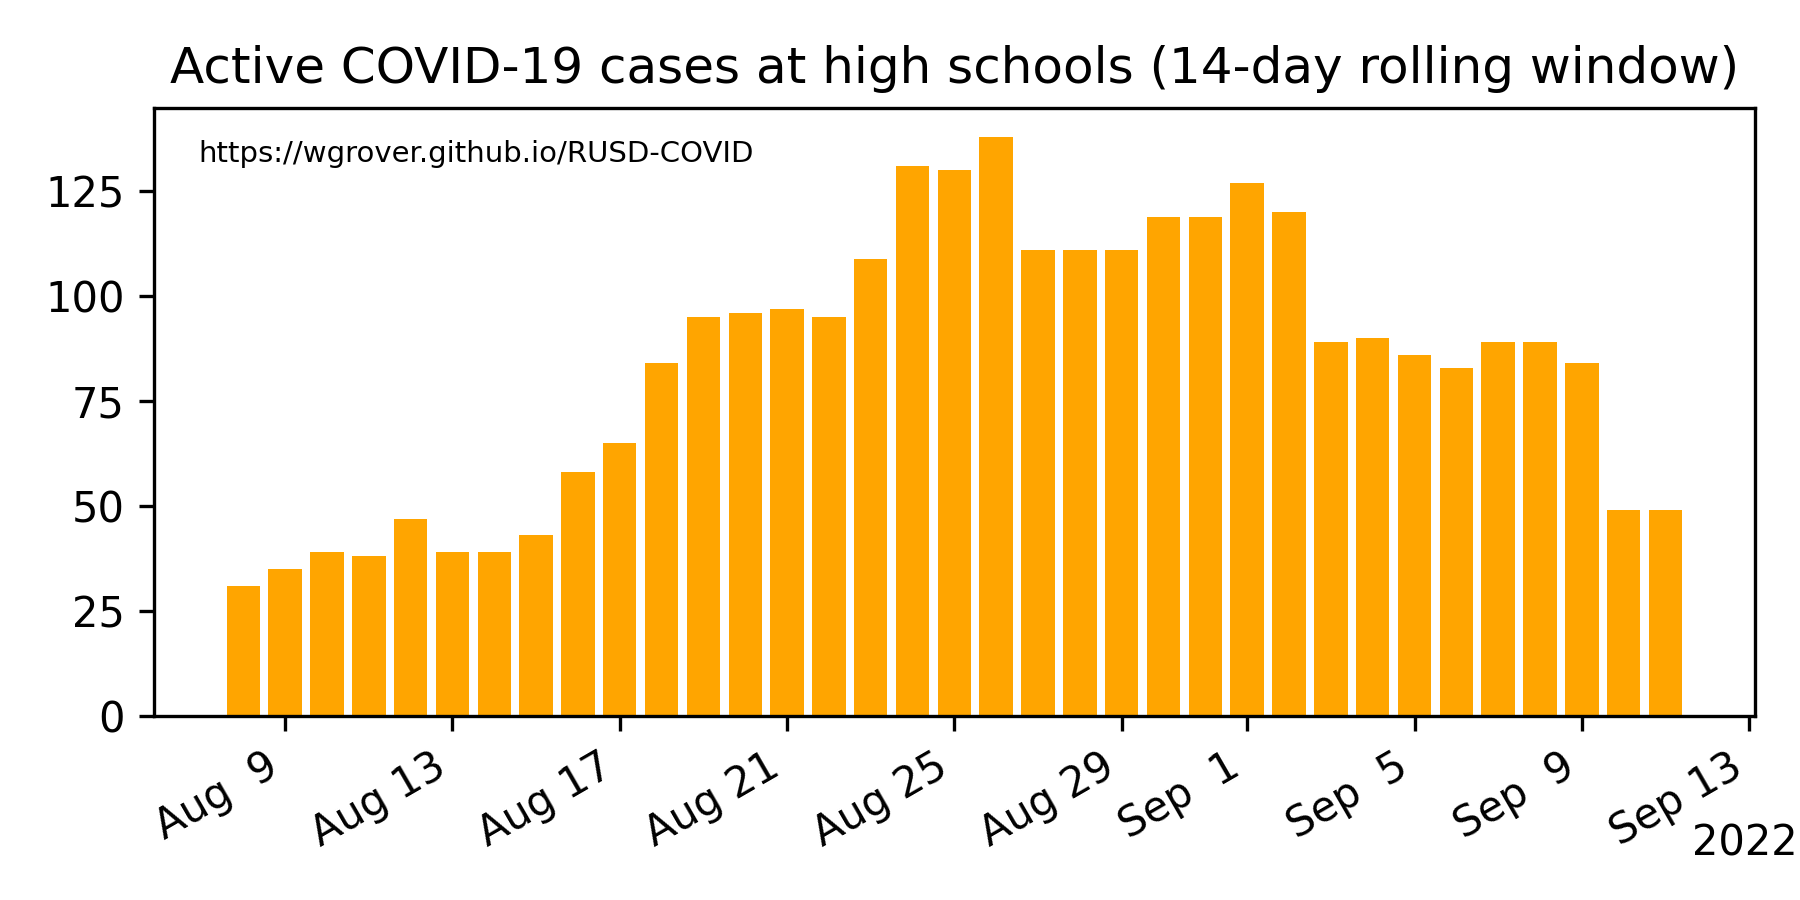 Active COVID-19 cases at high schools (14-day rolling window)
https://wgrover.github.io/RUSD-COVID
125
100
75
50
25
0
Aug 9
Aug 13
Aug 17
Aug 21
Aug 25
Aug 29
Sep 1
Sep 5
Sep 9
Sep 13
2022